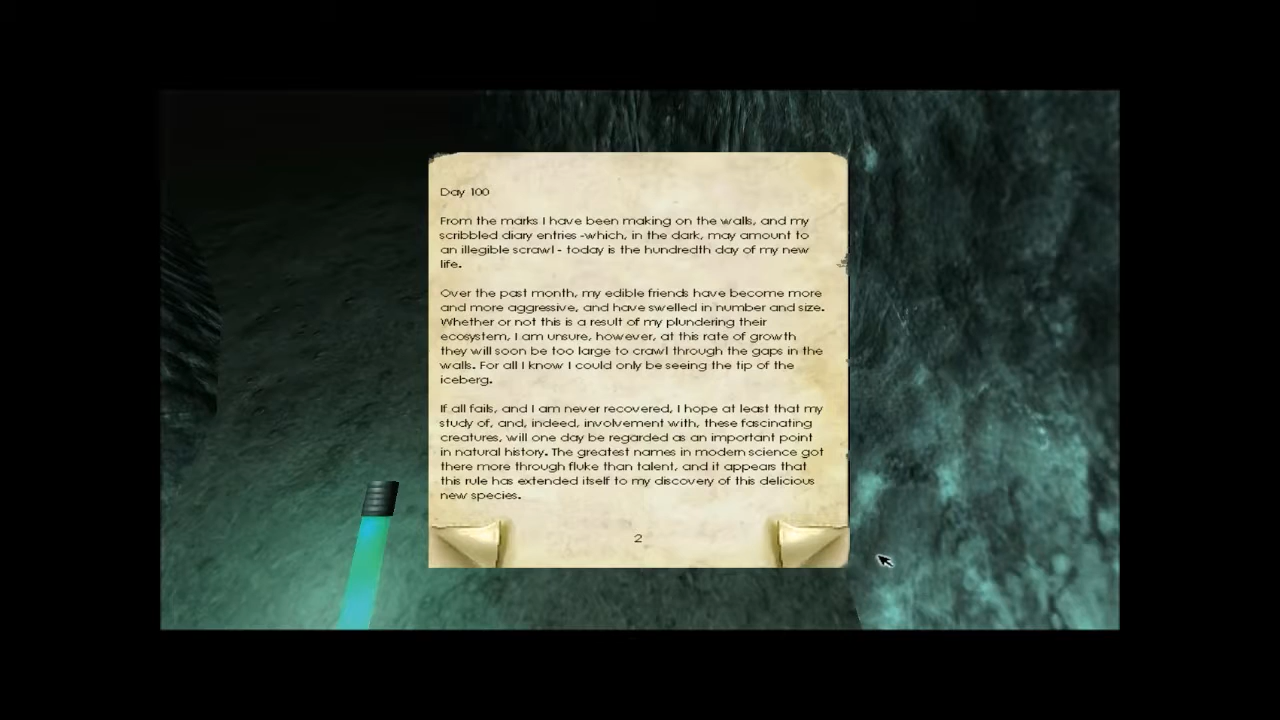 Day 100
From the marks I have been making on the walls, and my
scribbled diary entries -which, in the dark, may amount to
an illegible scrawl - today is the hundredth day of my new
life.
Over the past month, my edible friends have become more
and more aggressive, and have swelled in number and size.
Whether or not this is a result of my plundering their
ecosystem, I am unsure, however, at this rate of growth
they will soon be too large to crawl through the gaps in the
walls. For all I know I could only be seeing the tip of the
iceberg.
If all fails, and I am never recovered, I hope at least that my
study of, and, indeed, involvement with, these fascinating
creatures, will one day be regarded as an important point
in natural history. The greatest names in modern science got
there more through fluke than talent, and it appears that
this rule has extended itself to my discovery of this delicious
new species.
2